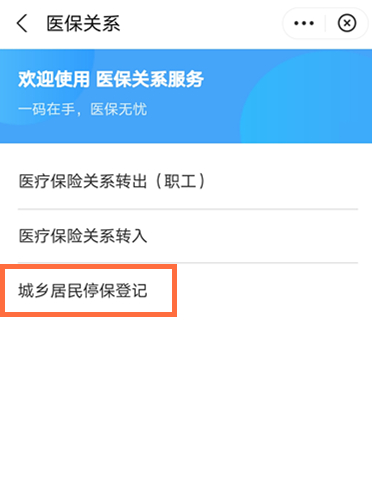 医保关系
欢迎使用 医保关系服务
一码在手，医保无忧
医疗保险关系转出（职工）
医疗保险关系转入
城乡居民停保登记